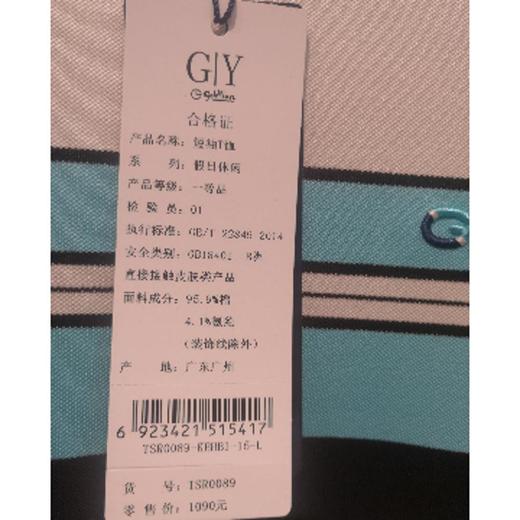 G|Y
Goldlion
合格证
产品名称：短袖T恤
系 列：假日休闲
产品等级：一等品
检 验 员：01
执行标准：GB/T 22849-2014
安全类别：GB18401 B类
直接接触皮肤类产品
面料成分：95.9%棉
4.1%氨纶
（装饰线除外）
产 地：广东广州
6 923421 515417
TSR0089-KEHB1-16-L
货 号：TSR0089
零 售 价：1090元